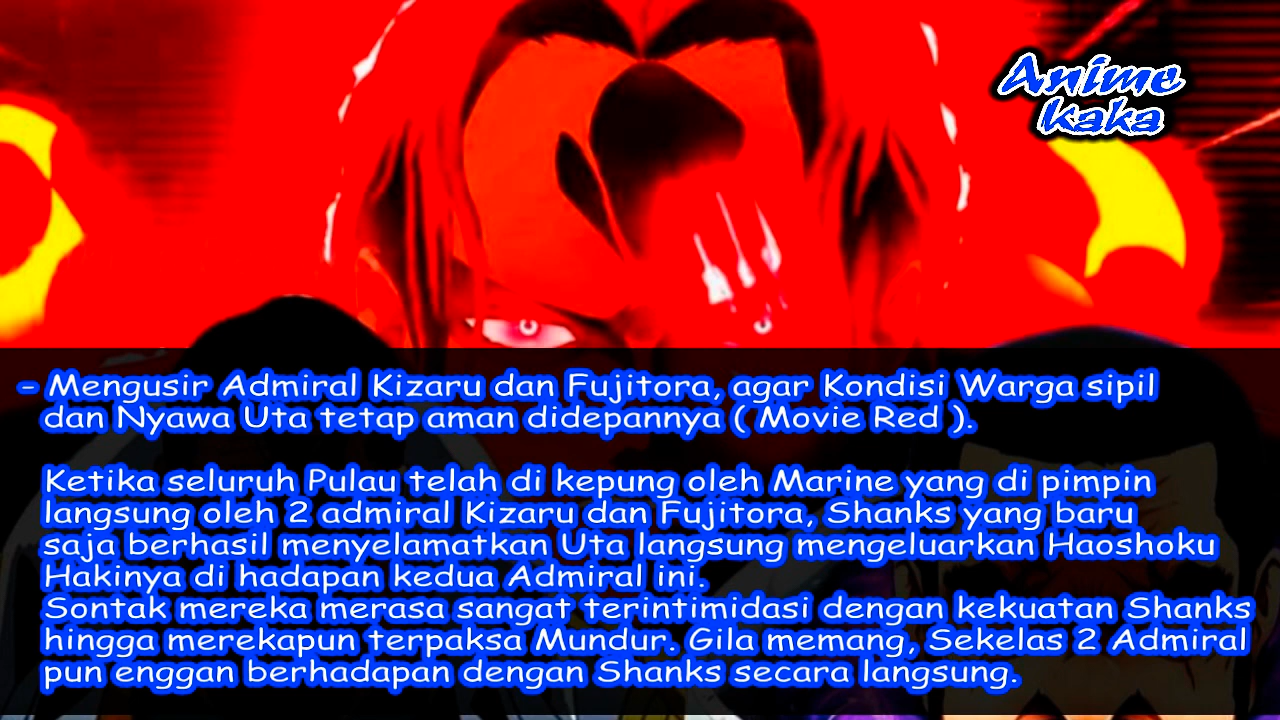 Anime
kaka
- Mengusir Admiral Kizaru dan Fujitora, agar Kondisi Warga sipil
dan Nyawa Uta tetap aman didepannya ( Movie Red ).
Ketika seluruh Pulau telah di kepung oleh Marine yang di pimpin
langsung oleh 2 admiral Kizaru dan Fujitora, Shanks yang baru
saja berhasil menyelamatkan Uta langsung mengeluarkan Haoshoku
Hakinya di hadapan kedua Admiral ini.
Sontak mereka merasa sangat terintimidasi dengan kekuatan Shanks
hingga merekapun terpaksa Mundur. Gila memang, Sekelas 2 Admiral
pun enggan berhadapan dengan Shanks secara langsung.